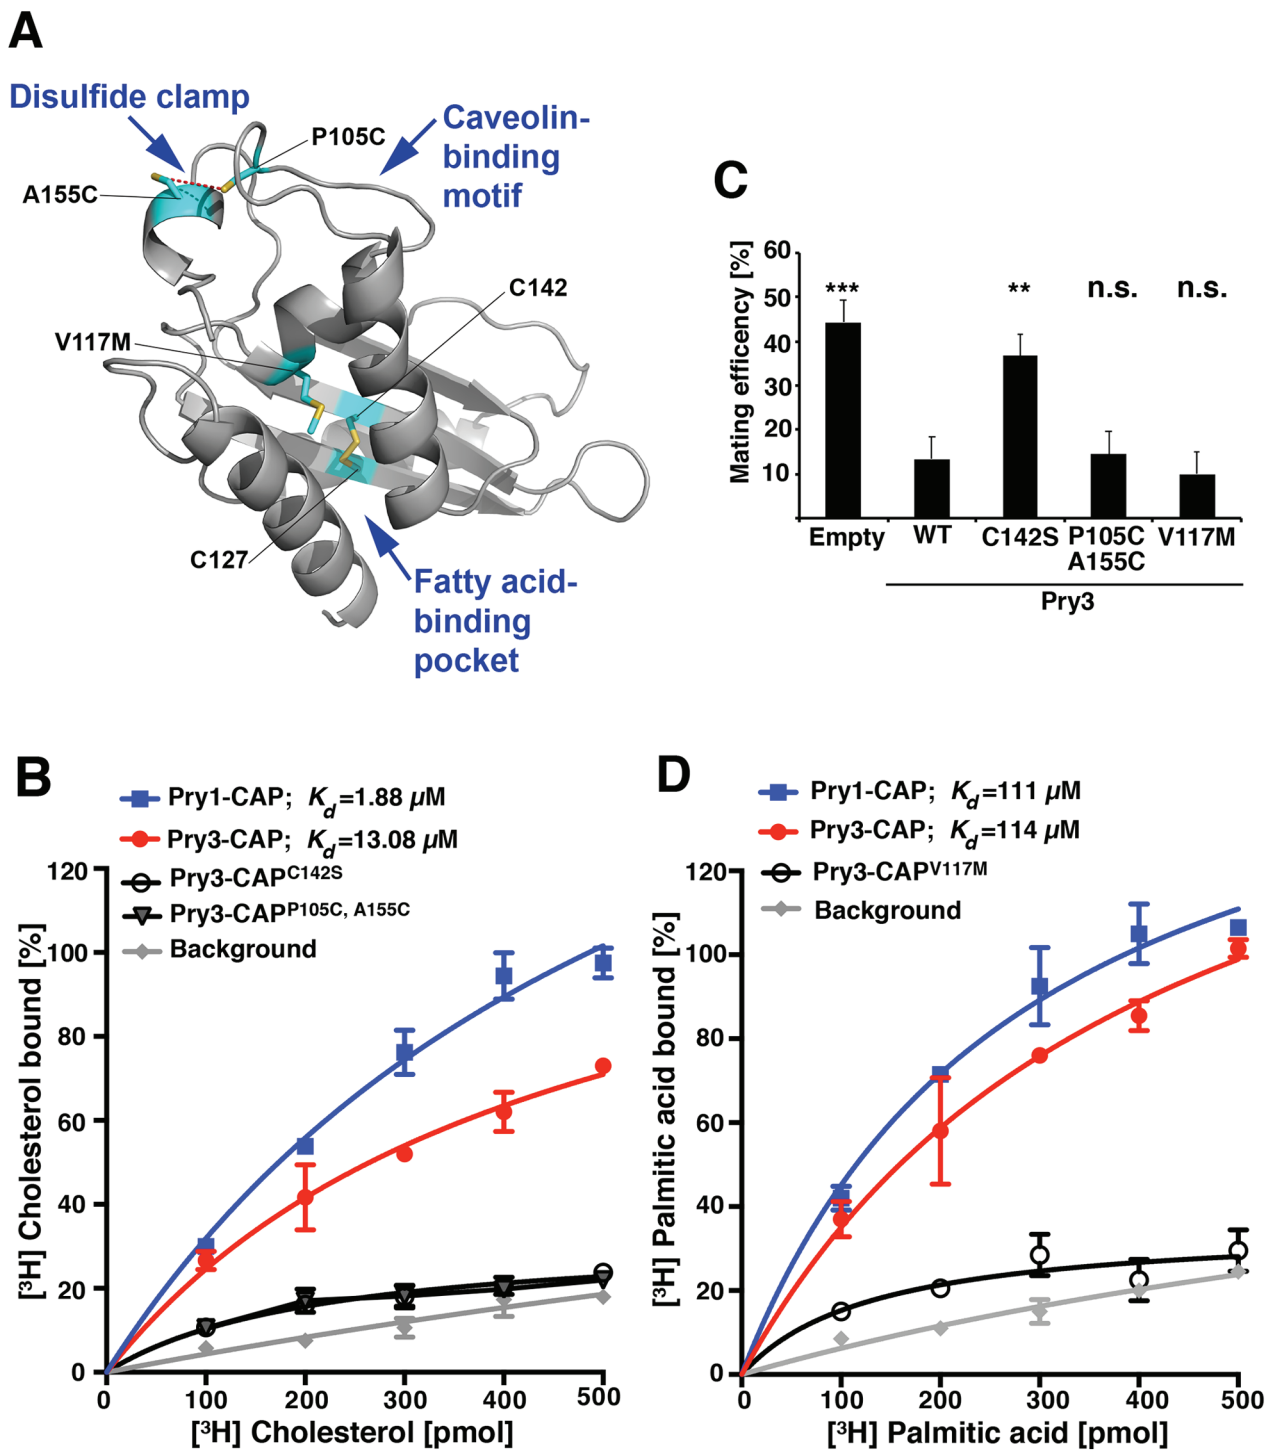 A
Disulfide clamp
P105C
Caveolin-
binding
motif
A155C
C142
V117M
C127
Fatty acid-
binding
pocket
C
Mating efficency [%]
60
50
40
30
20
10
***
**
n.s.
n.s.
Empty
WT
C142S
P105C
A155C
V117M
Pry3
B
Pry1-CAP; Kd=1.88 µM
Pry3-CAP; Kd=13.08 µM
Pry3-CAPC142S
Pry3-CAPP105C, A155C
Background
[³H] Cholesterol bound [%]
120
100
80
60
40
20
0
0 100 200 300 400 500
[³H] Cholesterol [pmol]
D
Pry1-CAP; Kd=111 µM
Pry3-CAP; Kd=114 µM
Pry3-CAPV117M
Background
[³H] Palmitic acid bound [%]
120
100
80
60
40
20
0
0 100 200 300 400 500
[³H] Palmitic acid [pmol]